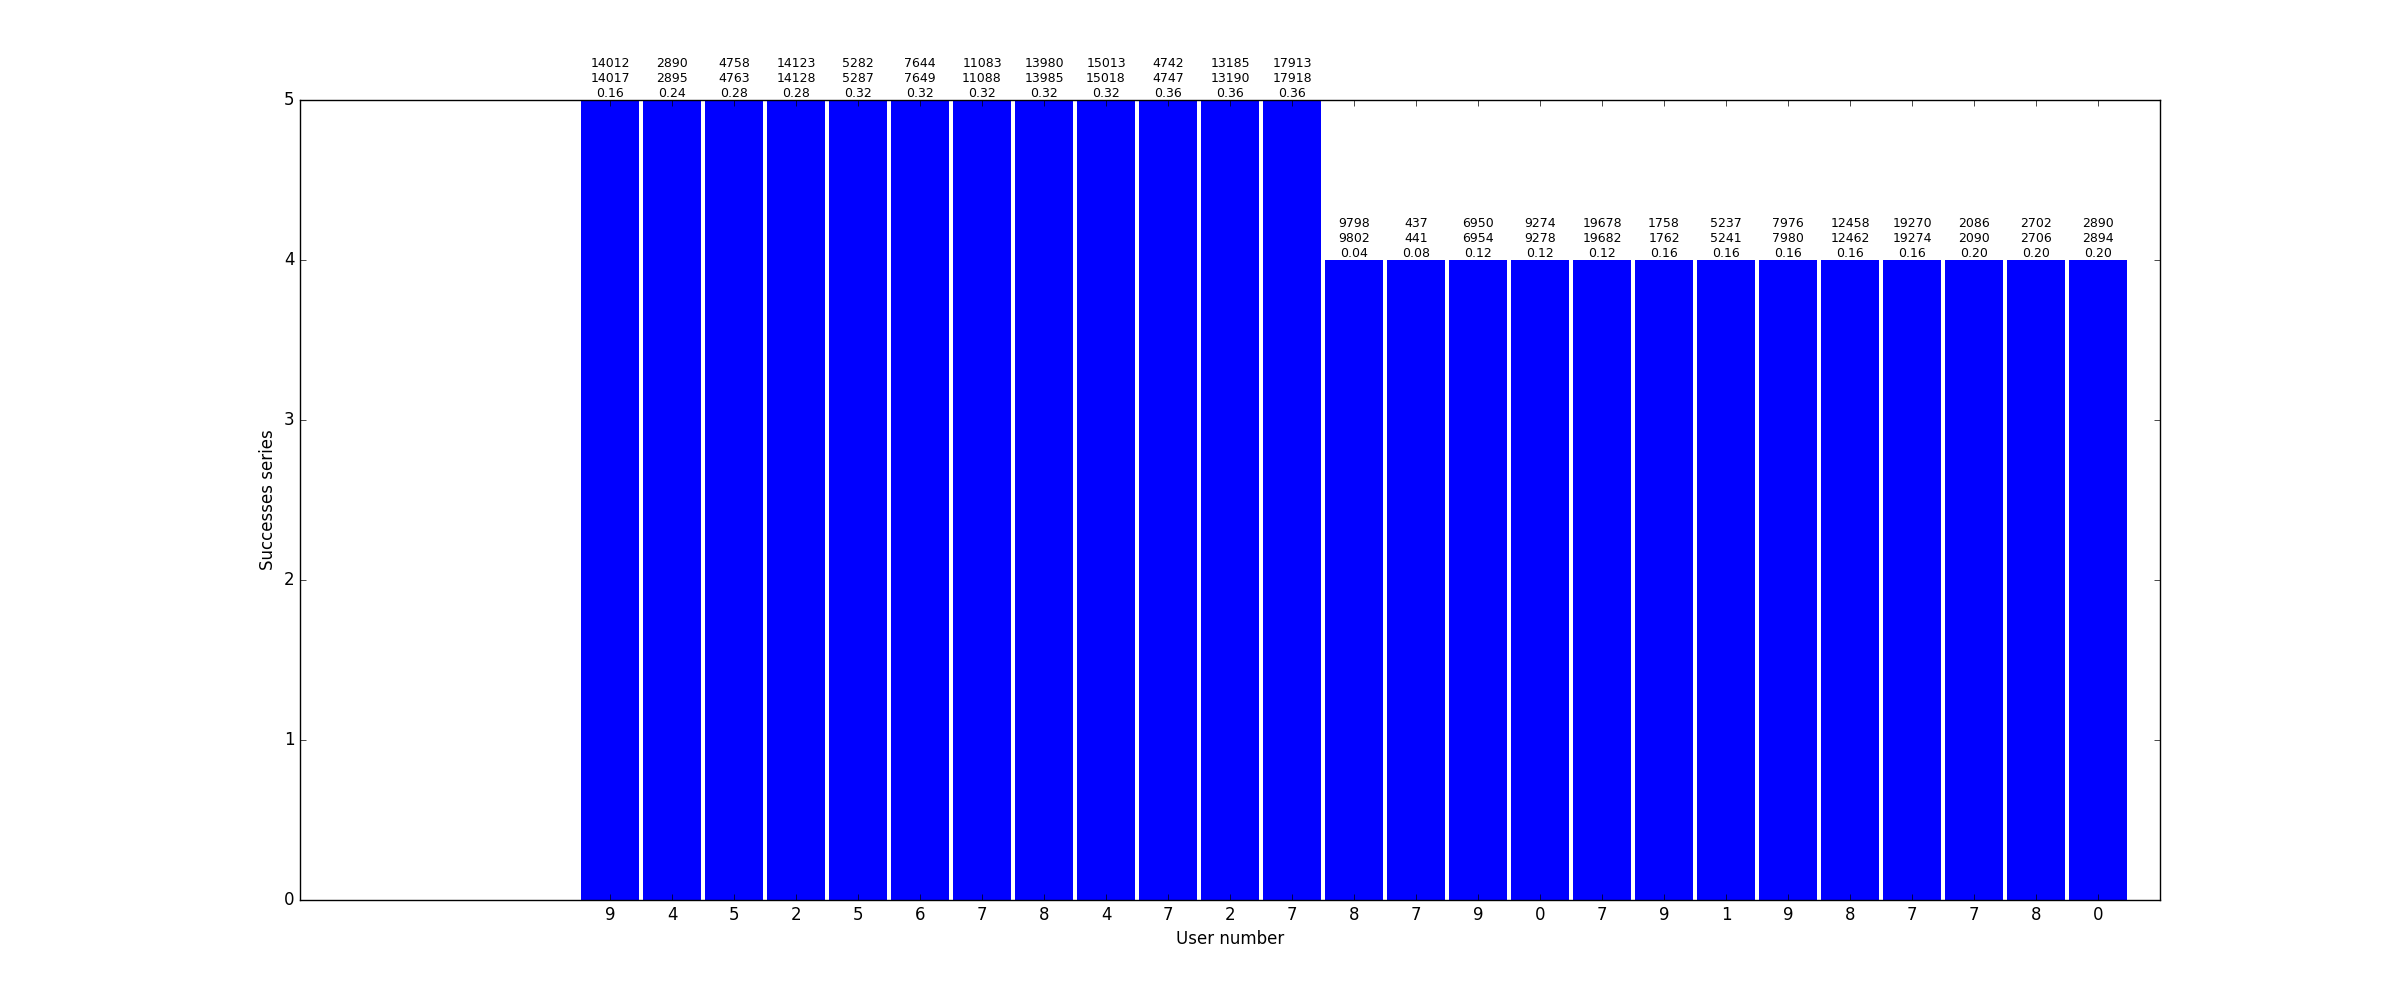 14012 2890 4758 14123 5282 7644 11083 13980 15013 4742 13185 17913
14017 2895 4763 14128 5287 7649 11088 13985 15018 4747 13190 17918
0.16 0.24 0.28 0.28 0.32 0.32 0.32 0.32 0.32 0.36 0.36 0.36
5
9798 437 6950 9274 19678 1758 5237 7976 12458 19270 2086 2702 2890
9802 441 6954 9278 19682 1762 5241 7980 12462 19274 2090 2706 2894
0.04 0.08 0.12 0.12 0.12 0.16 0.16 0.16 0.16 0.16 0.20 0.20 0.20
4
3
Successes series
2
1
0
9 4 5 2 5 6 7 8 4 7 2 7 8 7 9 0 7 9 1 9 8 7 7 8 0
User number